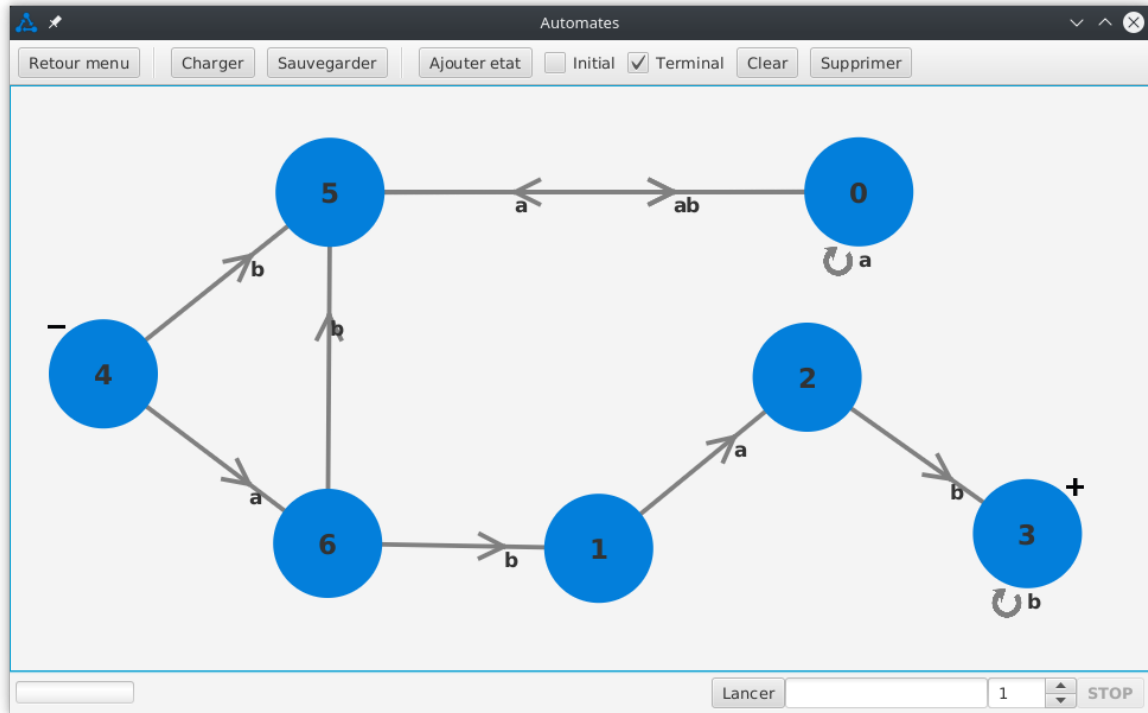 Automates
Retour menu Charger Sauvegarder Ajouter etat Initial Terminal Clear Supprimer
5 a ab 0
b a
− b
4 2
a
a b +
6 b 1 3
b
Lancer 1 STOP